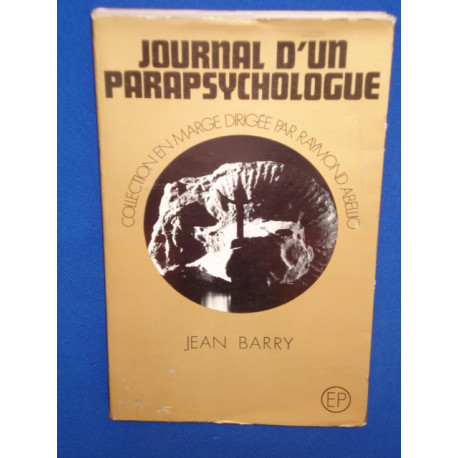 JOURNAL D'UN
PARAPSYCHOLOGUE
COLLECTION EN MARGE DIRIGÉE PAR RAYMOND ABELLIO
JEAN BARRY
EP